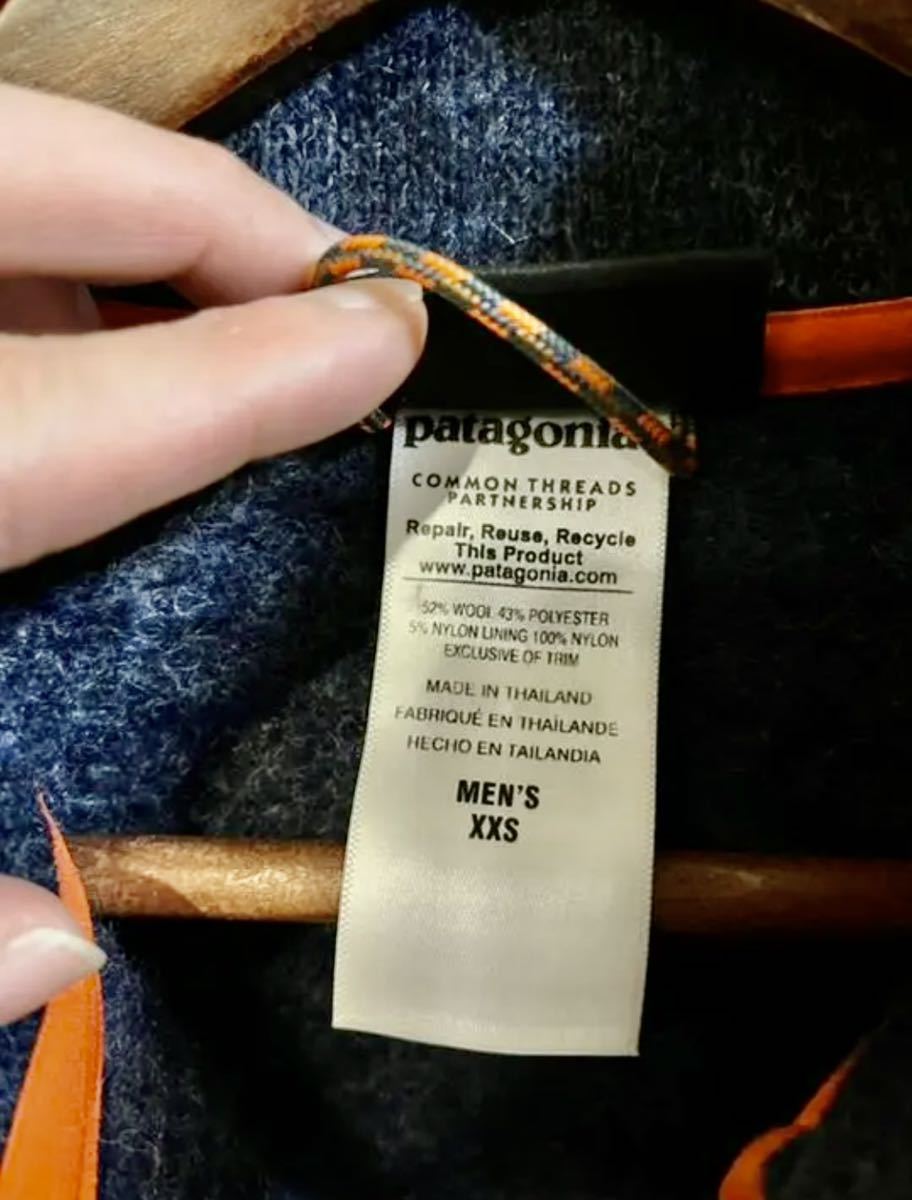 patagonia
COMMON THREADS
PARTNERSHIP
Repair, Reuse, Recycle
This Product
www.patagonia.com
52% WOOL 43% POLYESTER
5% NYLON LINING 100% NYLON
EXCLUSIVE OF TRIM
MADE IN THAILAND
FABRIQUÉ EN THAÏLANDE
HECHO EN TAILANDIA
MEN'S
XXS